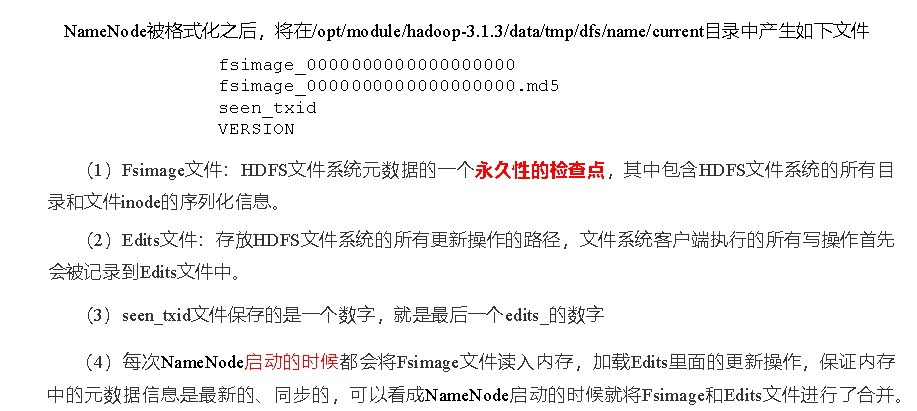 NameNode被格式化之后，将在/opt/module/hadoop-3.1.3/data/tmp/dfs/name/current目录中产生如下文件
fsimage_0000000000000000000
fsimage_0000000000000000000.md5
seen_txid
VERSION
（1）Fsimage文件：HDFS文件系统元数据的一个永久性的检查点，其中包含HDFS文件系统的所有目
录和文件inode的序列化信息。
（2）Edits文件：存放HDFS文件系统的所有更新操作的路径，文件系统客户端执行的所有写操作首先
会被记录到Edits文件中。
（3）seen_txid文件保存的是一个数字，就是最后一个edits_的数字
（4）每次NameNode启动的时候都会将Fsimage文件读入内存，加载Edits里面的更新操作，保证内存
中的元数据信息是最新的、同步的，可以看成NameNode启动的时候就将Fsimage和Edits文件进行了合并。